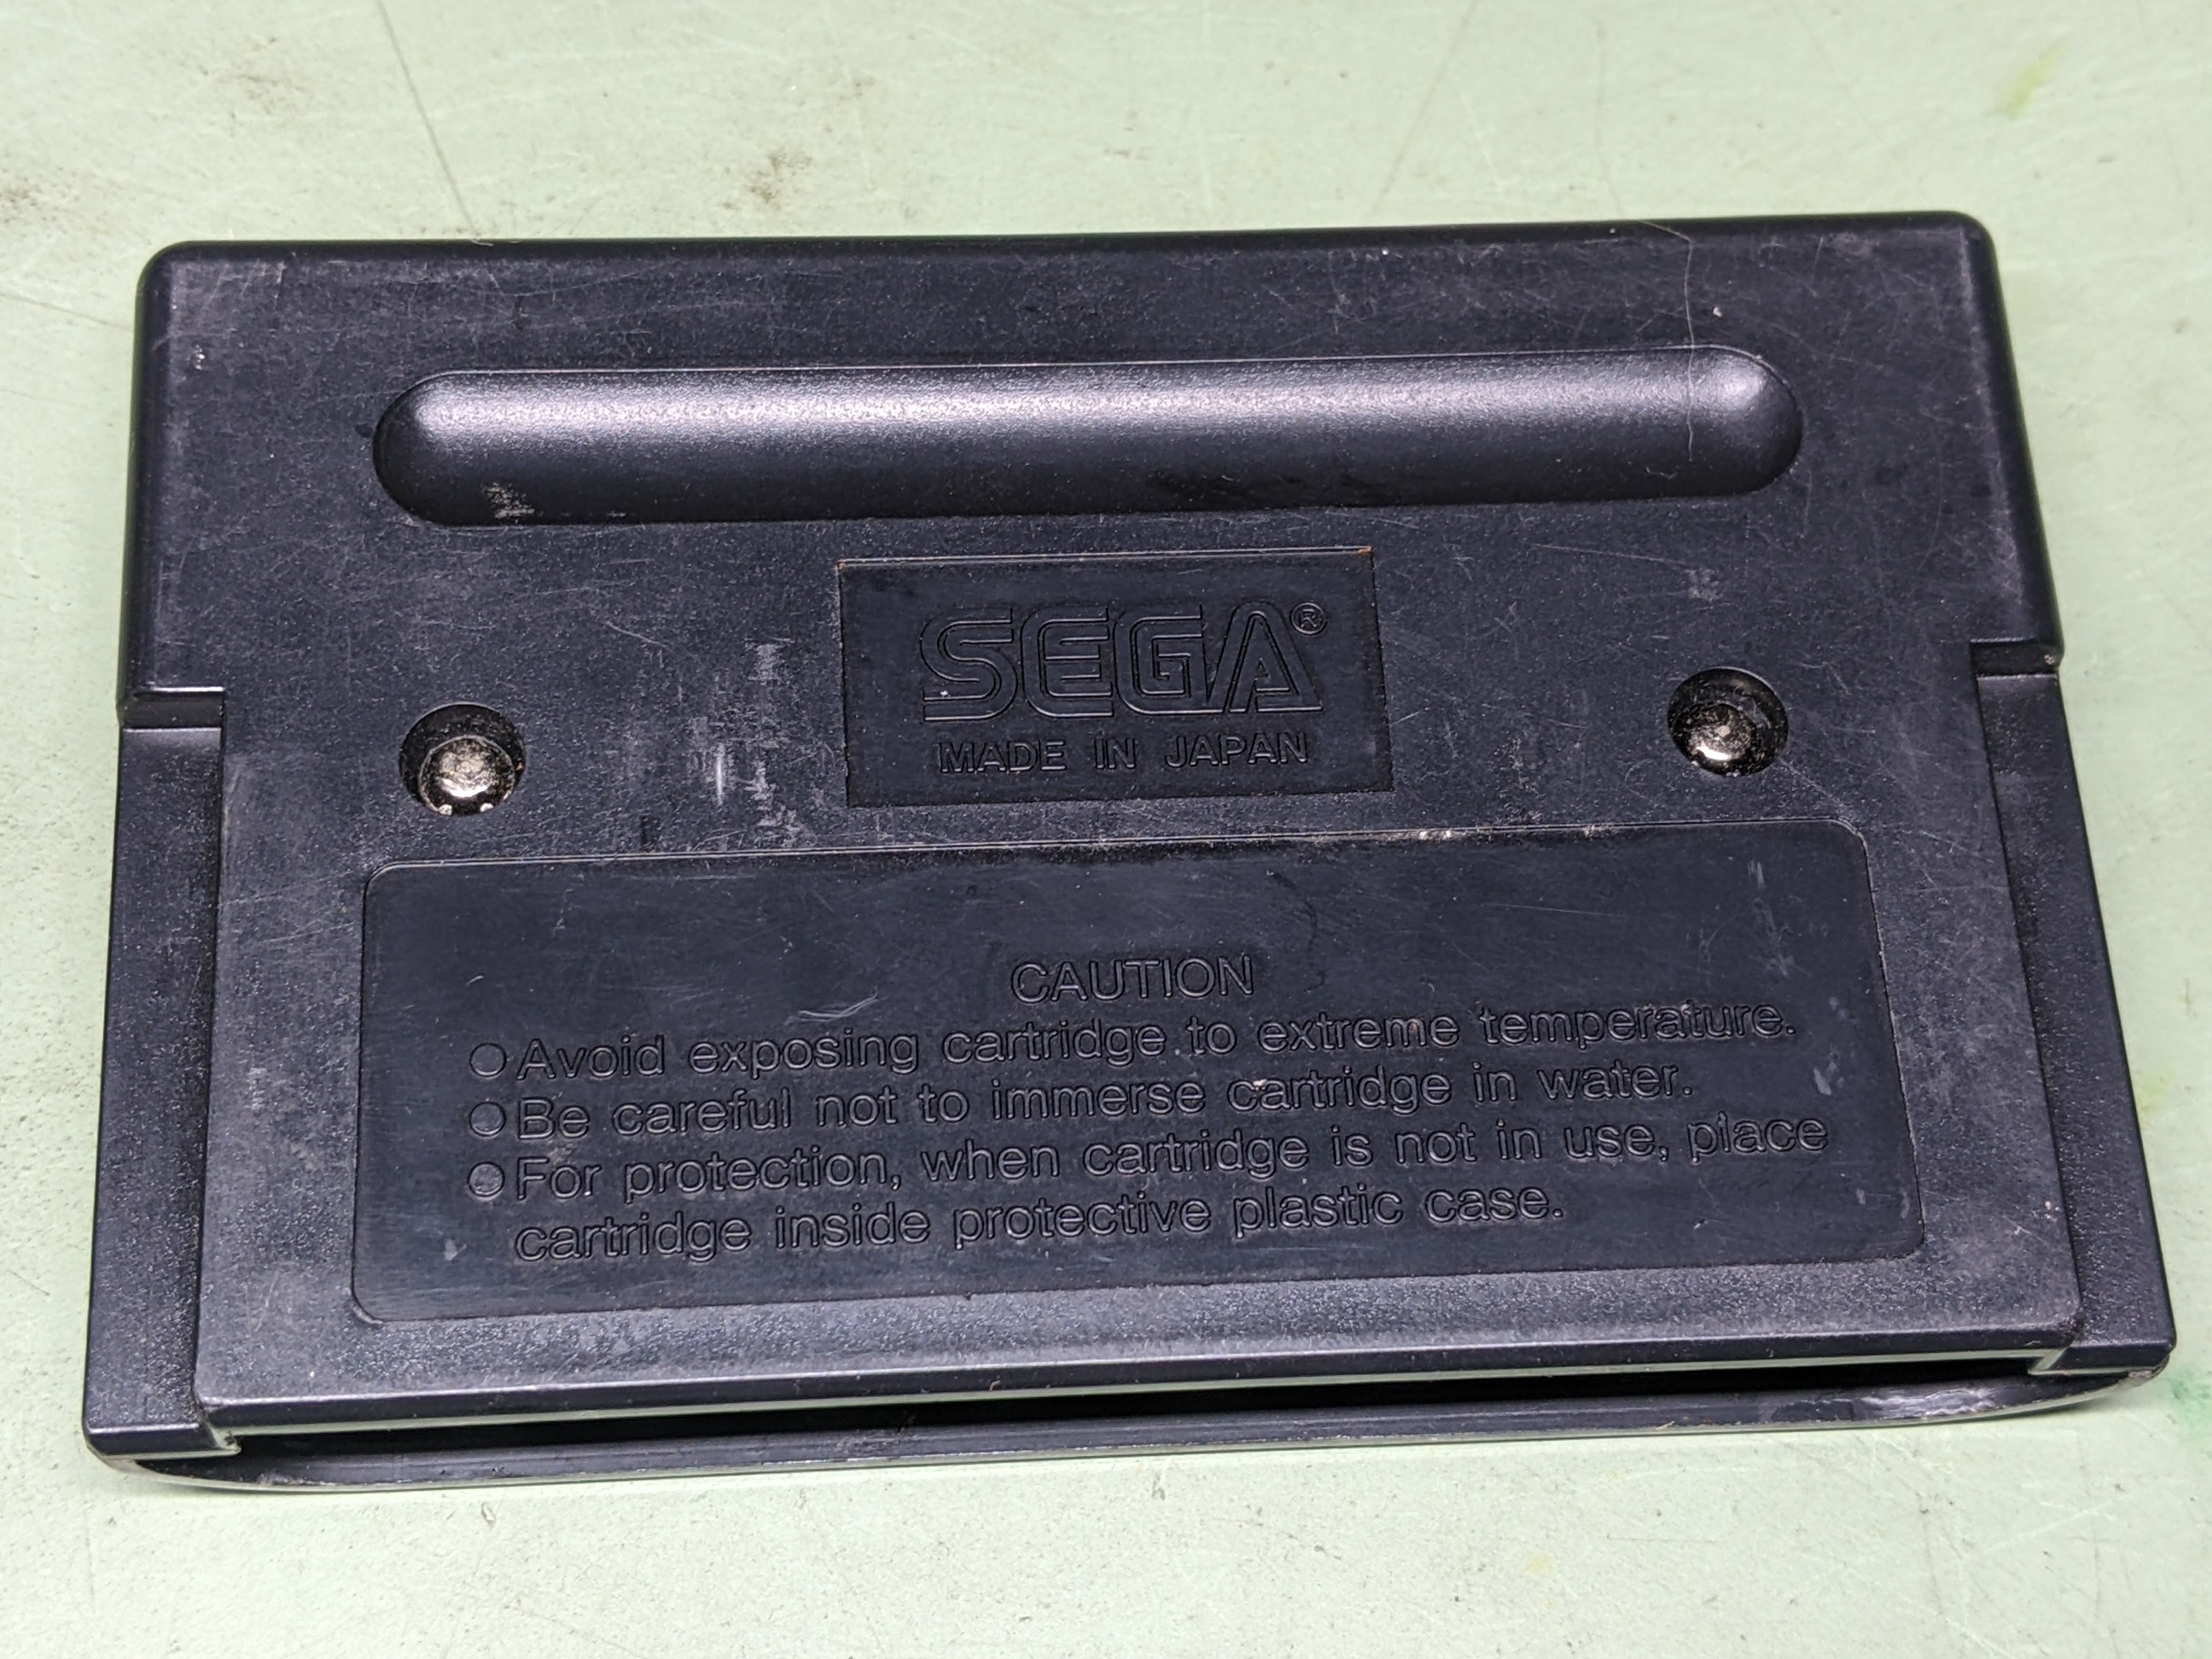 SEGA®
MADE IN JAPAN
CAUTION
○Avoid exposing cartridge to extreme temperature.
○Be careful not to immerse cartridge in water.
○For protection, when cartridge is not in use, place
cartridge inside protective plastic case.